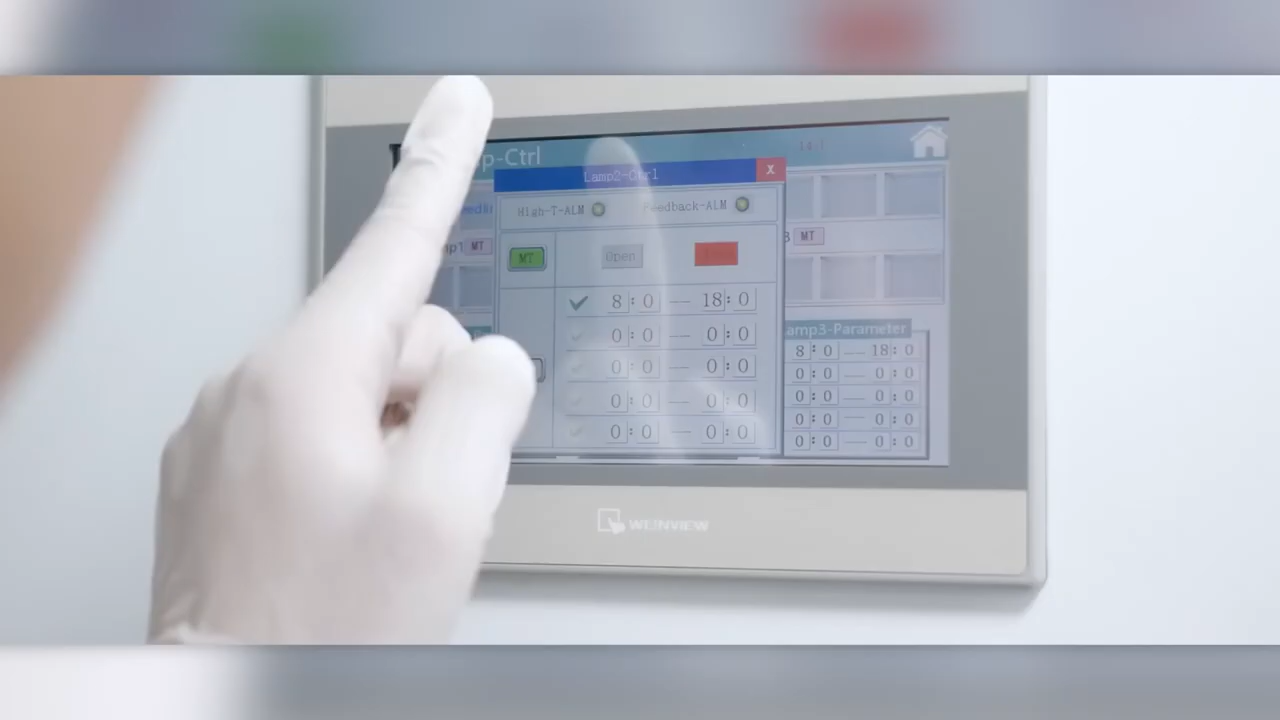 p-Ctrl
Lamp2-Ctrl X
High-T-ALM Feedback-ALM
mp1 MT
3 MT
MT Open
8 : 0 — 18 : 0
0 : 0 — 0 : 0
0 : 0 — 0 : 0
0 : 0 — 0 : 0
0 : 0 — 0 : 0
amp3-Parameter
8 : 0 — 18 : 0
0 : 0 — 0 : 0
0 : 0 — 0 : 0
0 : 0 — 0 : 0
0 : 0 — 0 : 0
WEINVIEW